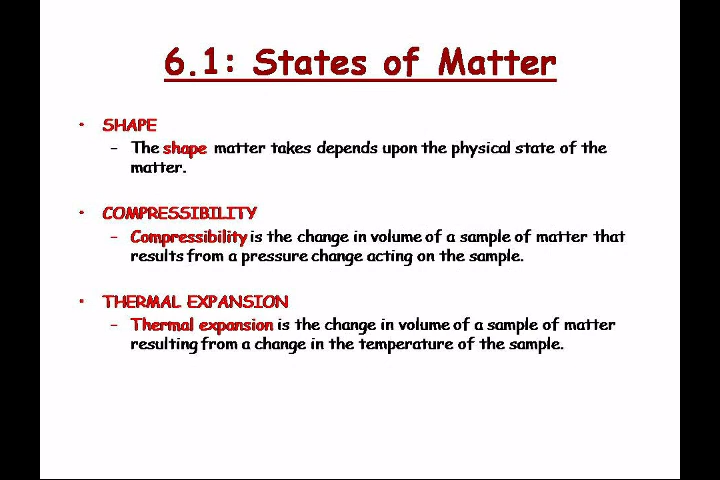 6.1: States of Matter
• SHAPE
– The shape matter takes depends upon the physical state of the
matter.
• COMPRESSIBILITY
– Compressibility is the change in volume of a sample of matter that
results from a pressure change acting on the sample.
• THERMAL EXPANSION
– Thermal expansion is the change in volume of a sample of matter
resulting from a change in the temperature of the sample.